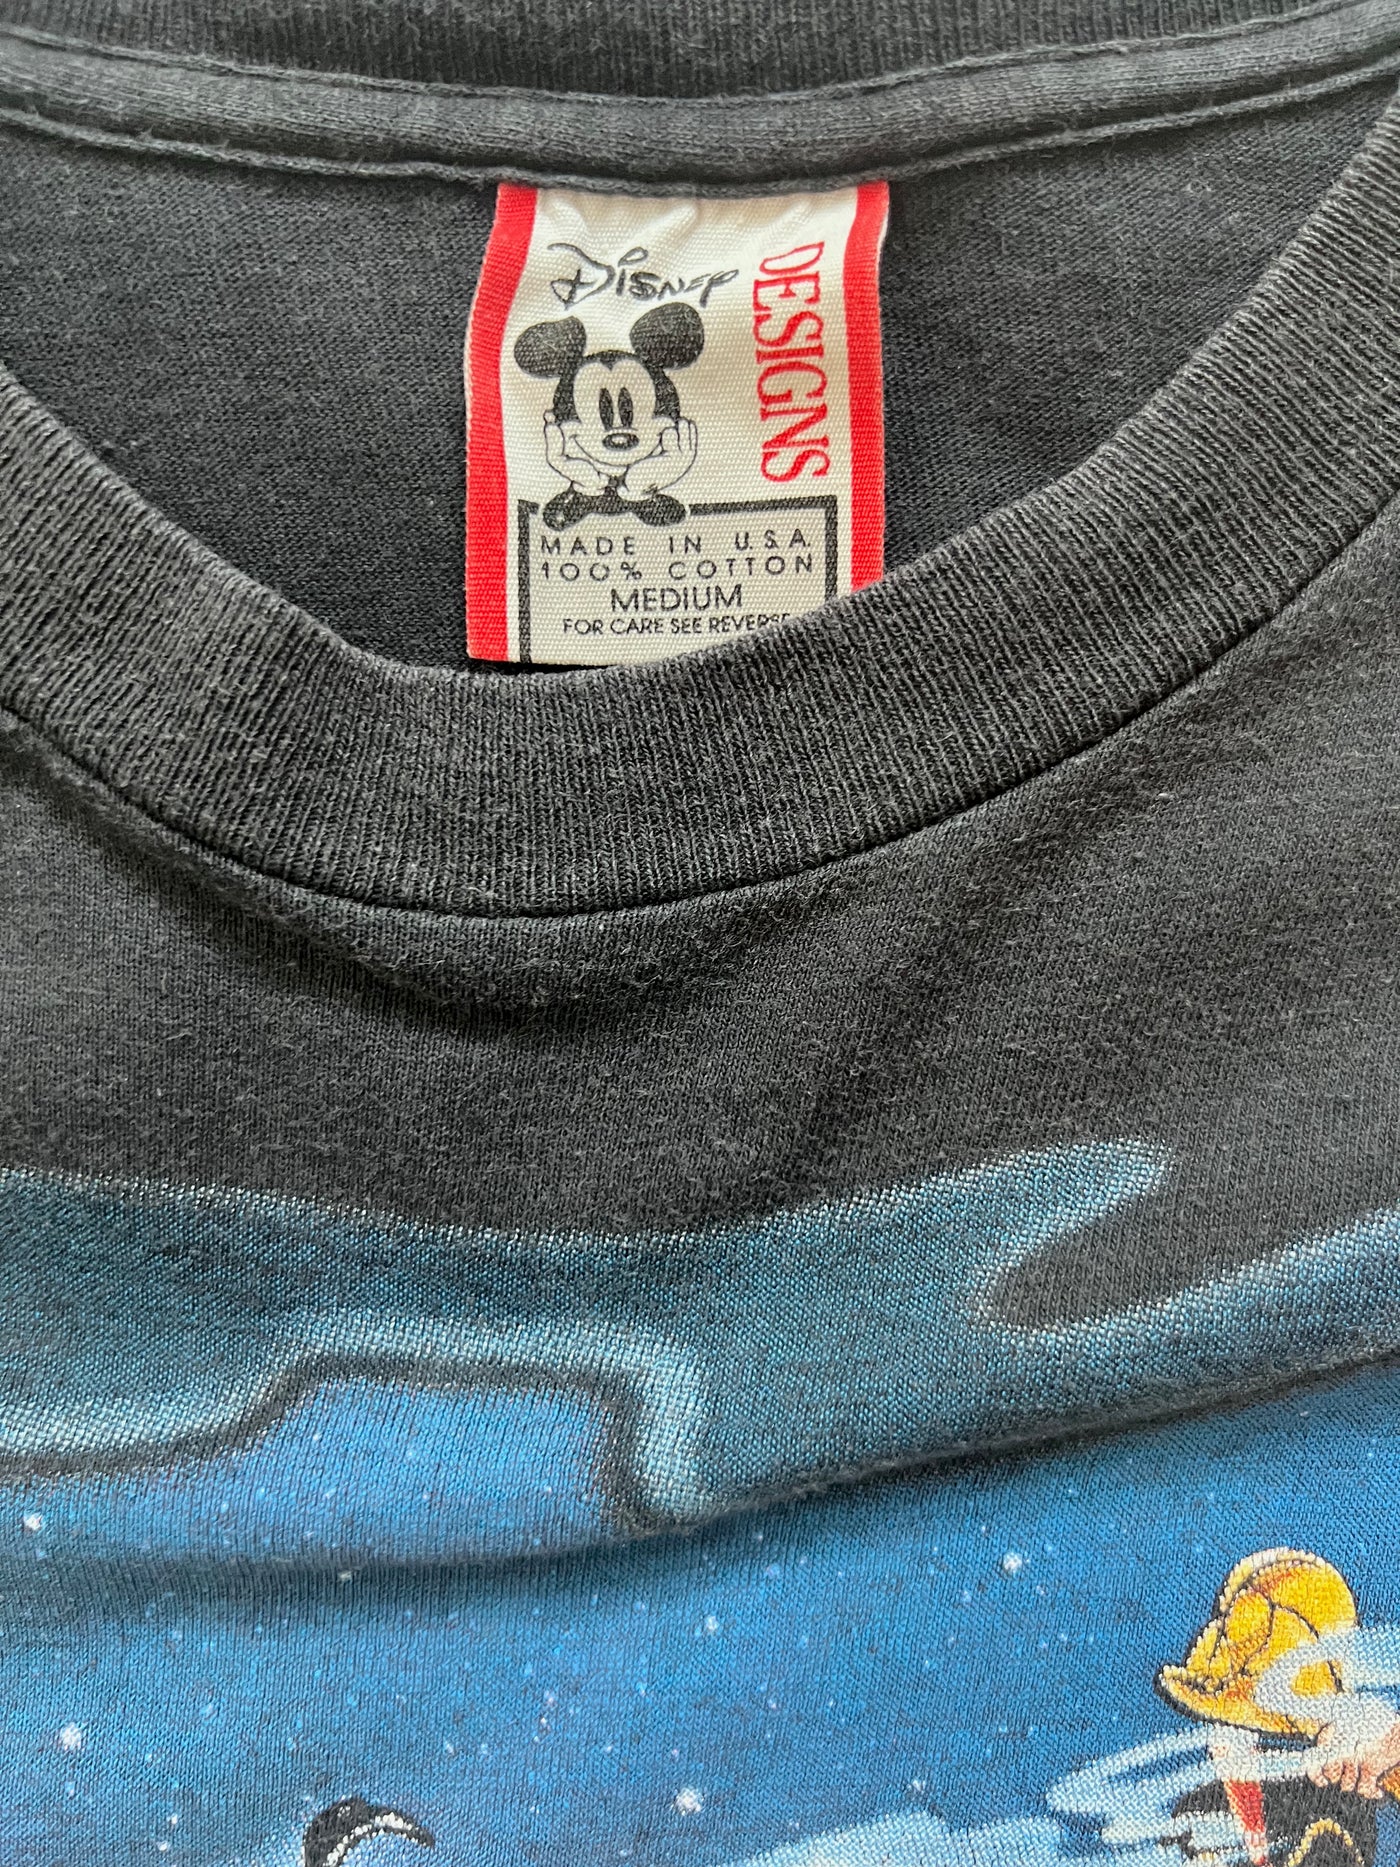 Disney
DESIGNS
MADE IN U.S.A.
100% COTTON
MEDIUM
FOR CARE SEE REVERSE